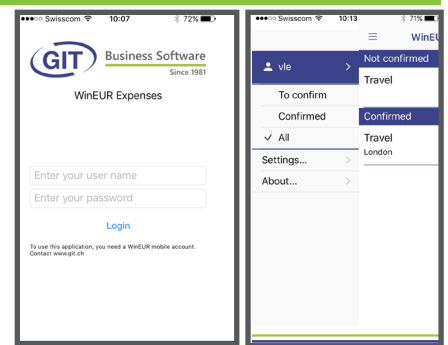 ●●●○○ Swisscom 10:07 72%
GIT Business Software
Since 1981
WinEUR Expenses
Enter your user name
Enter your password
Login
To use this application, you need a WinEUR mobile account.
Contact www.git.ch
●●●○○ Swisscom 10:13 71%
vle
To confirm
Confirmed
All
Settings...
About...
WinEU
Not confirmed
Travel
Confirmed
Travel
London